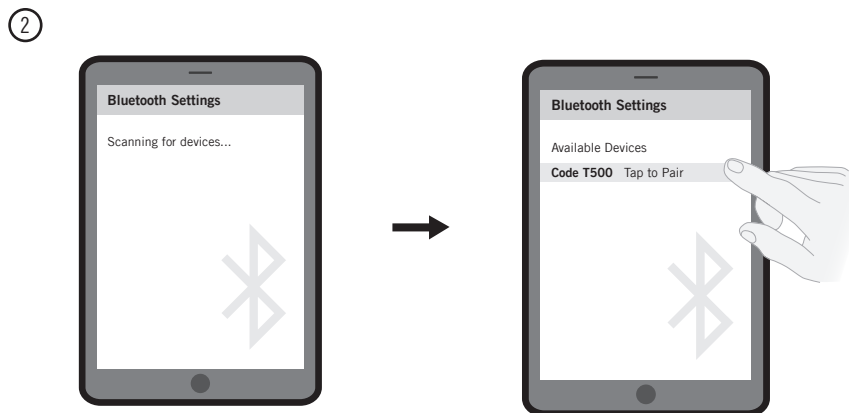 2
Bluetooth Settings
Scanning for devices...
Bluetooth Settings
Available Devices
Code T500 Tap to Pair